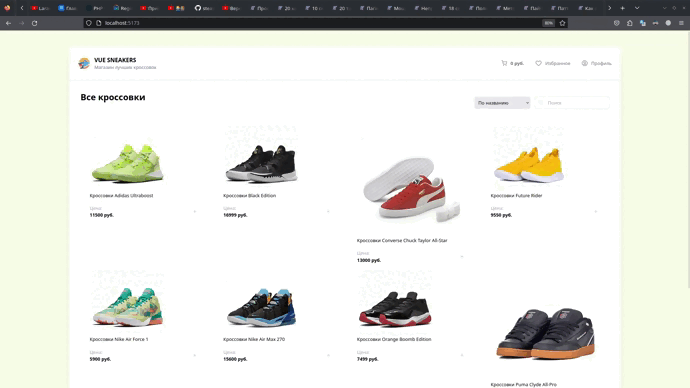 localhost:5173
80%
VUE SNEAKERS
Магазин лучших кроссовок
0 руб.
Избранное
Профиль
Все кроссовки
По названию
Поиск
Кроссовки Adidas Ultraboost
Цена:
11500 руб.
Кроссовки Black Edition
Цена:
16999 руб.
Кроссовки Converse Chuck Taylor All-Star
Цена:
13000 руб.
Кроссовки Future Rider
Цена:
9550 руб.
Кроссовки Nike Air Force 1
Цена:
5900 руб.
Кроссовки Nike Air Max 270
Цена:
15600 руб.
Кроссовки Orange Boomb Edition
Цена:
7499 руб.
Кроссовки Puma Clyde All-Pro